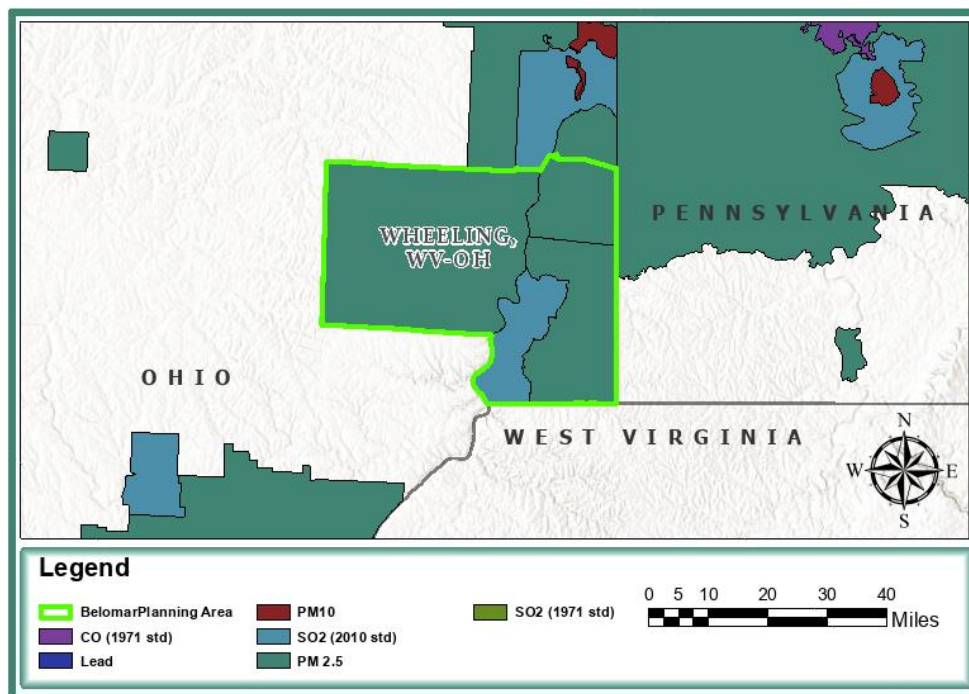 PENNSYLVANIA
WHEELING,
WV-OH
OHIO
WEST VIRGINIA
N
W E
S
Legend
BelomarPlanning Area
CO (1971 std)
Lead
PM10
SO2 (2010 std)
PM 2.5
SO2 (1971 std)
0 5 10 20 30 40
Miles